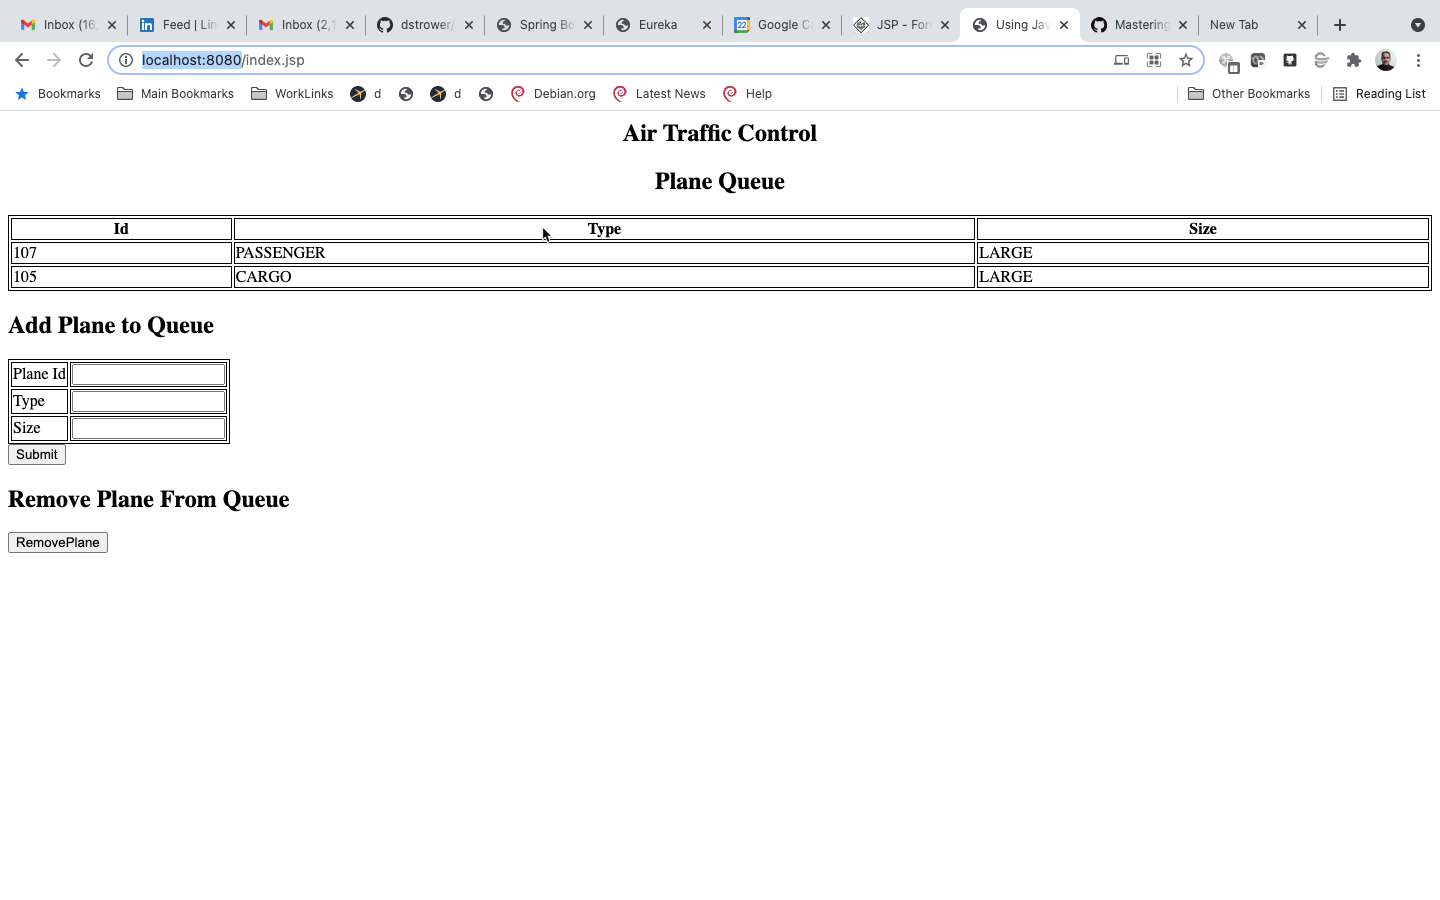 Inbox (16, Feed | Lin Inbox (2,1 dstrower/ Spring Bo Eureka Google Ca JSP - For Using Jav Mastering New Tab
localhost:8080/index.jsp
Bookmarks Main Bookmarks WorkLinks d d Debian.org Latest News Help Other Bookmarks Reading List
Air Traffic Control
Plane Queue
Id Type Size
107 PASSENGER LARGE
105 CARGO LARGE
Add Plane to Queue
Plane Id
Type
Size
Submit
Remove Plane From Queue
RemovePlane